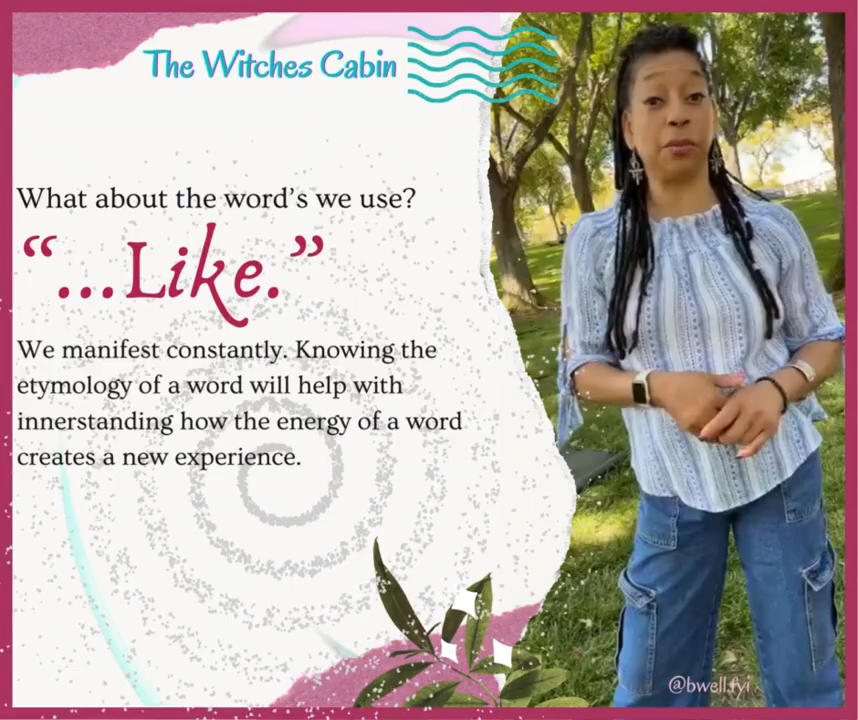 The Witches Cabin
What about the word's we use?
“...Like.”
We manifest constantly. Knowing the
etymology of a word will help with
innerstanding how the energy of a word
creates a new experience.
@bwell.fyi